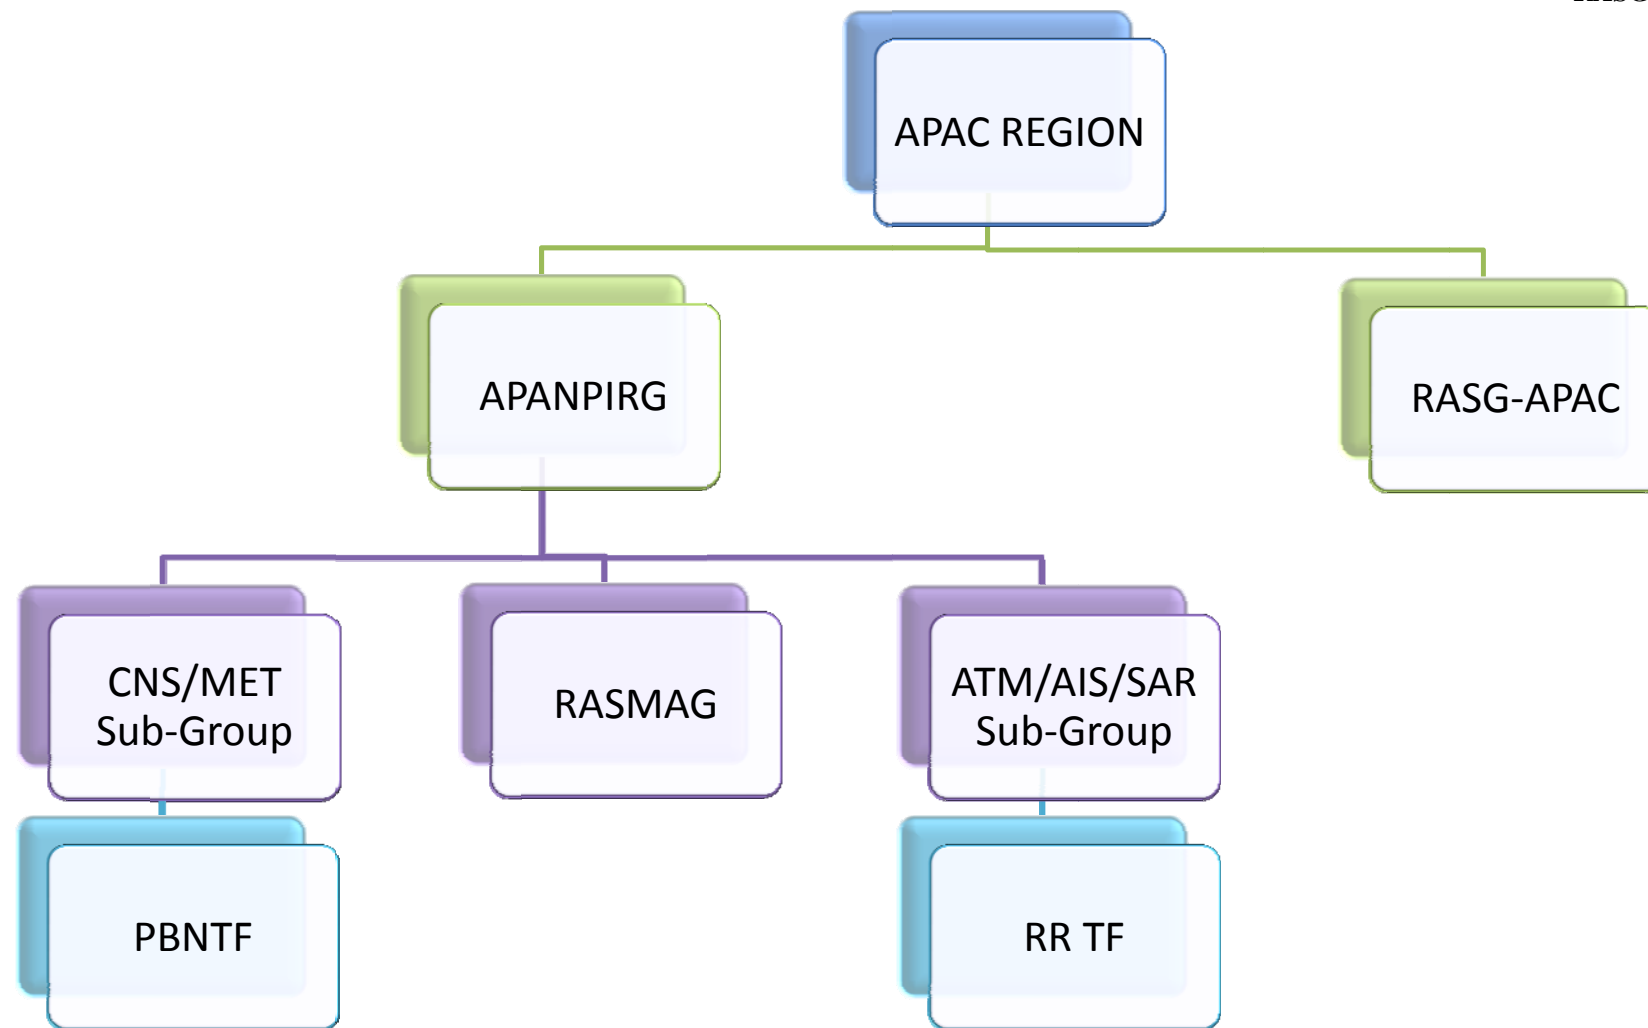 APAC REGION
APANPIRG
RASG-APAC
CNS/MET
Sub-Group
RASMAG
ATM/AIS/SAR
Sub-Group
PBNTF
RR TF